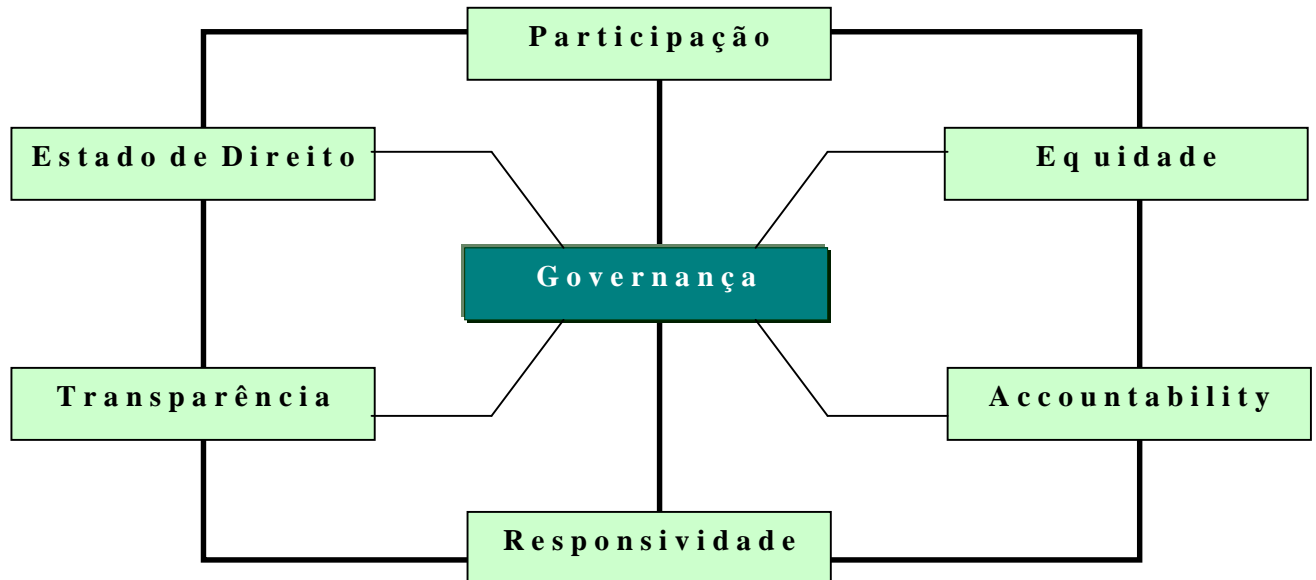 Participação
Estado de Direito
Equidade
Governança
Transparência
Accountability
Responsividade